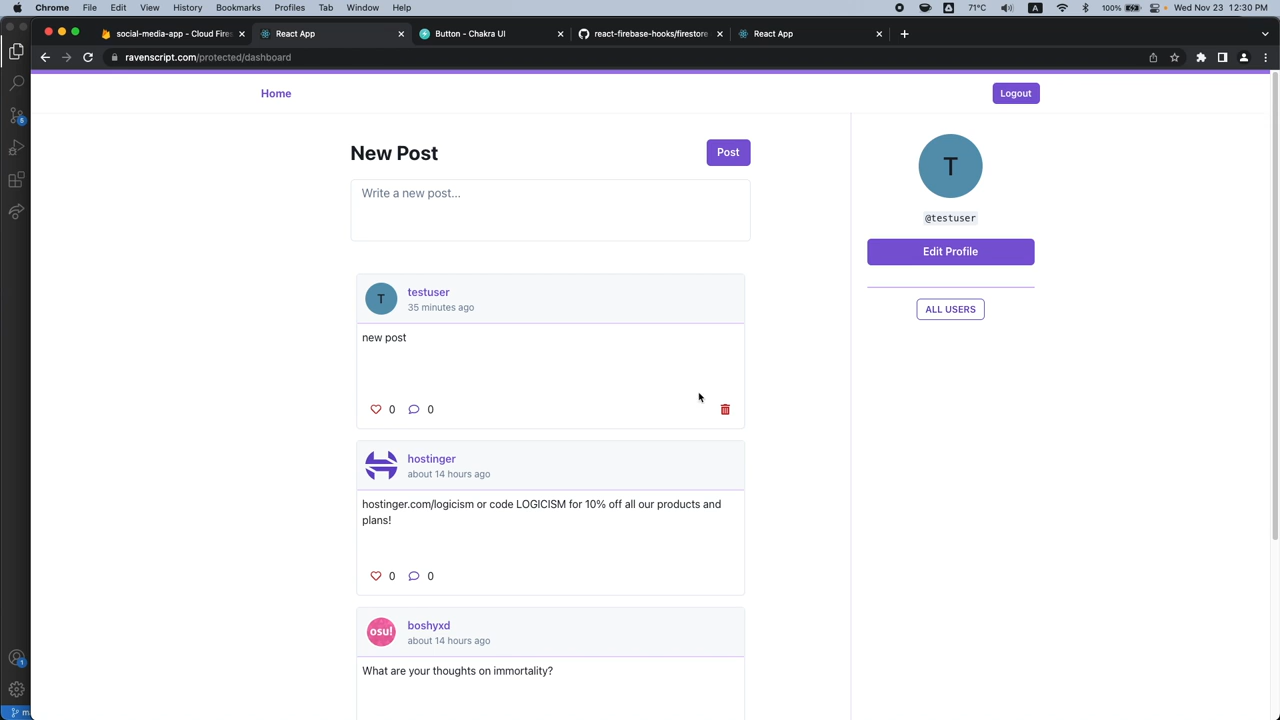 Chrome File Edit View History Bookmarks Profiles Tab Window Help 71°C A 100% Wed Nov 23 12:30 PM
social-media-app - Cloud Fires React App Button - Chakra UI react-firebase-hooks/firestore React App
ravenscript.com/protected/dashboard
Home Logout
New Post Post
Write a new post...
T
@testuser
Edit Profile
ALL USERS
T testuser
35 minutes ago
new post
0 0
hostinger
about 14 hours ago
hostinger.com/logicism or code LOGICISM for 10% off all our products and
plans!
0 0
osu! boshyxd
about 14 hours ago
What are your thoughts on immortality?